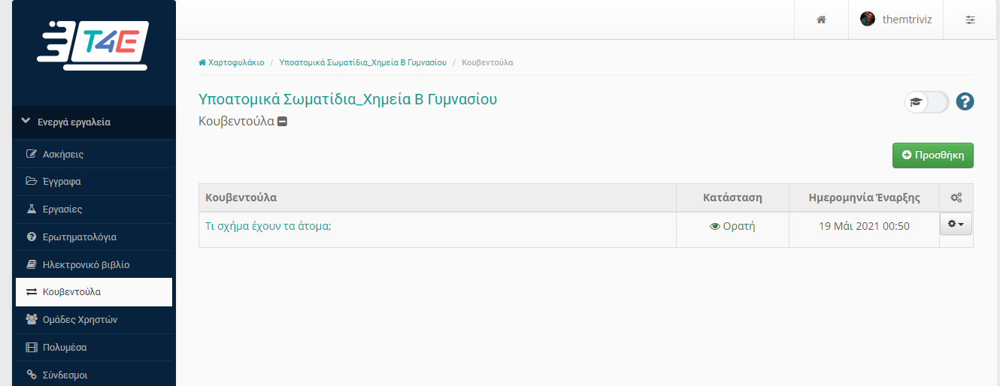 T4E
themtriviz
Χαρτοφυλάκιο / Υποατομικά Σωματίδια_Χημεία Β Γυμνασίου / Κουβεντούλα
Υποατομικά Σωματίδια_Χημεία Β Γυμνασίου
Κουβεντούλα
Προσθήκη
Ενεργά εργαλεία
Ασκήσεις
Έγγραφα
Εργασίες
Ερωτηματολόγια
Ηλεκτρονικό βιβλίο
Κουβεντούλα
Ομάδες Χρηστών
Πολυμέσα
Σύνδεσμοι
Κουβεντούλα Κατάσταση Ημερομηνία Έναρξης
Τι σχήμα έχουν τα άτομα; Ορατή 19 Μάι 2021 00:50